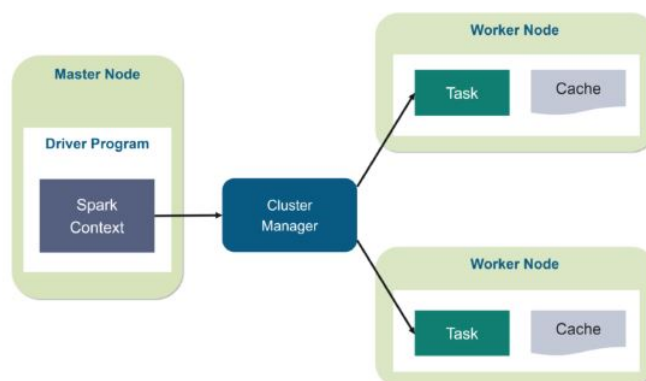 Master Node
Driver Program
Spark
Context
Cluster
Manager
Worker Node
Task
Cache
Worker Node
Task
Cache